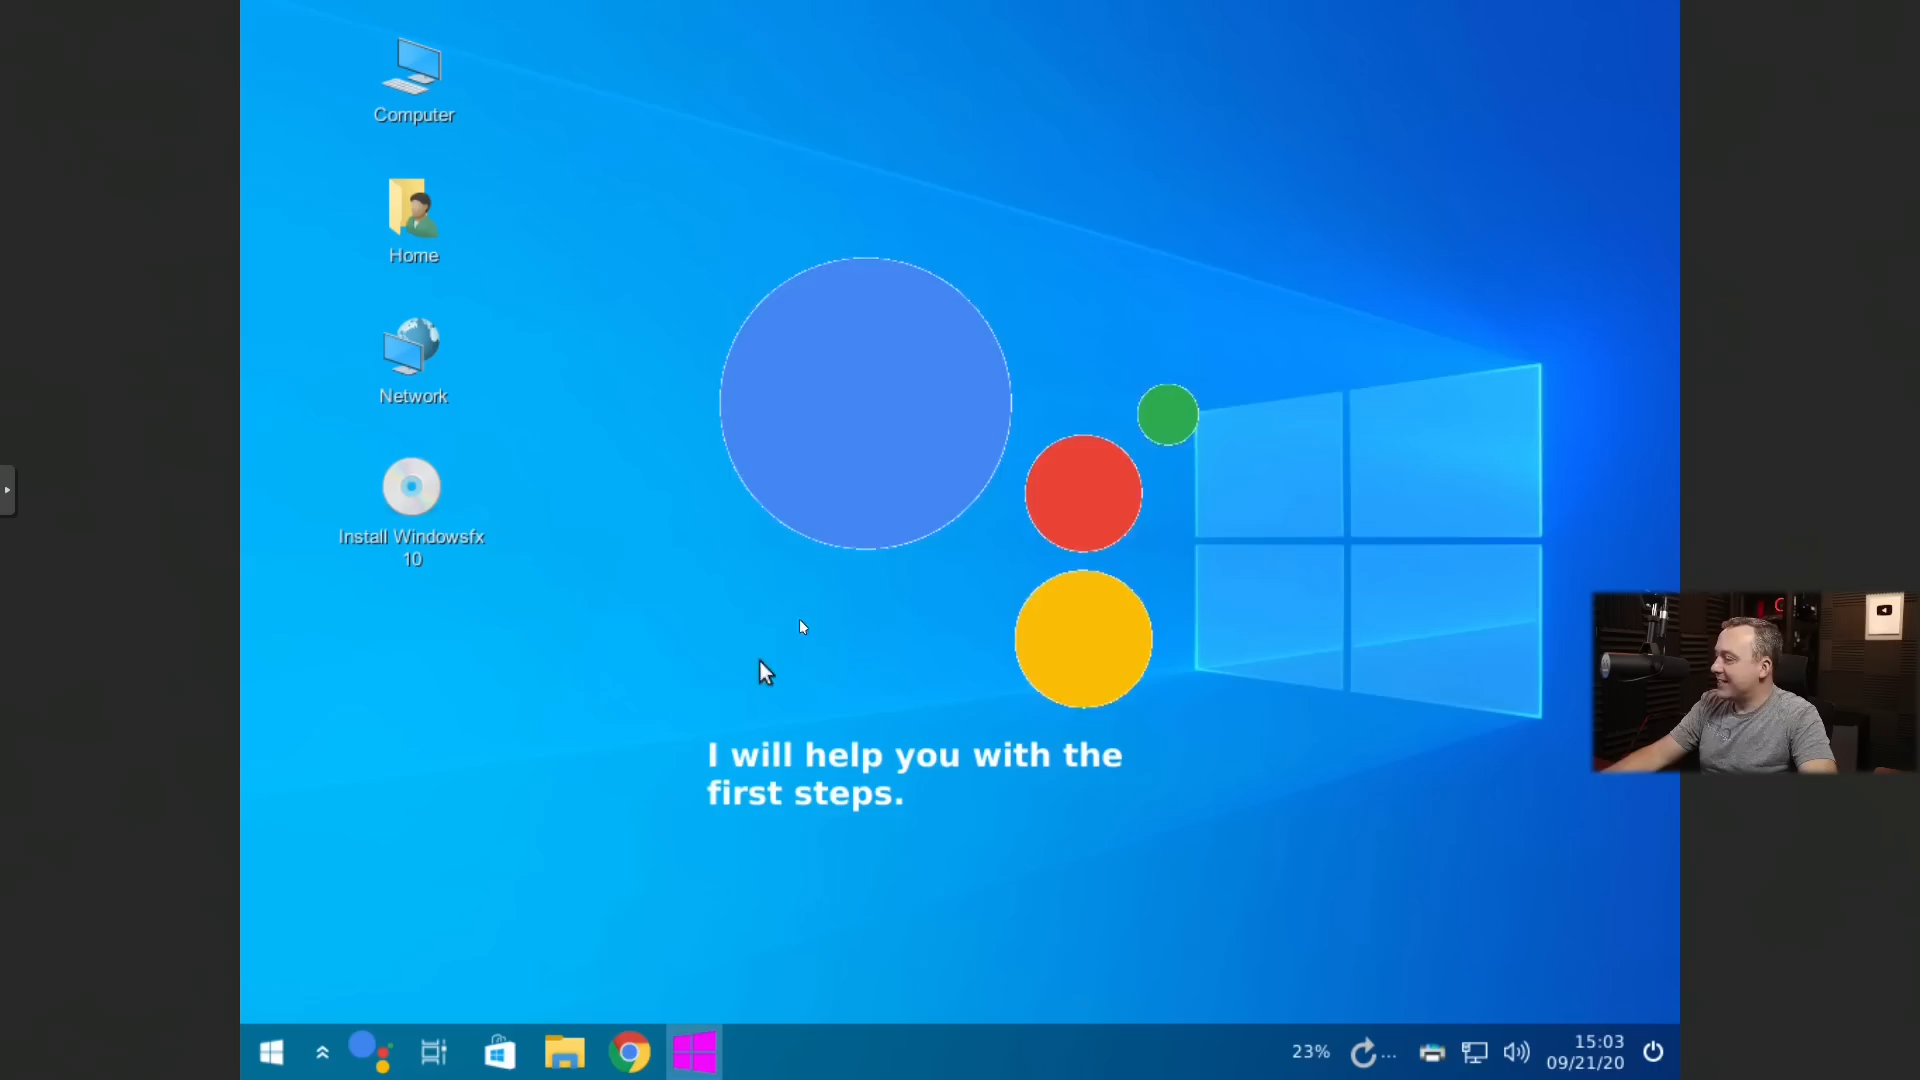 Computer
Home
Network
Install Windowsfx
10
I will help you with the
first steps.
23%
...
15:03
09/21/20